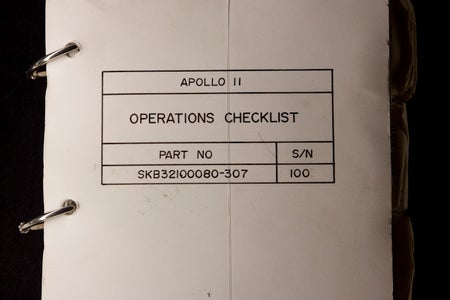 APOLLO 11
OPERATIONS CHECKLIST
PART NO S/N
SKB32100080-307 100